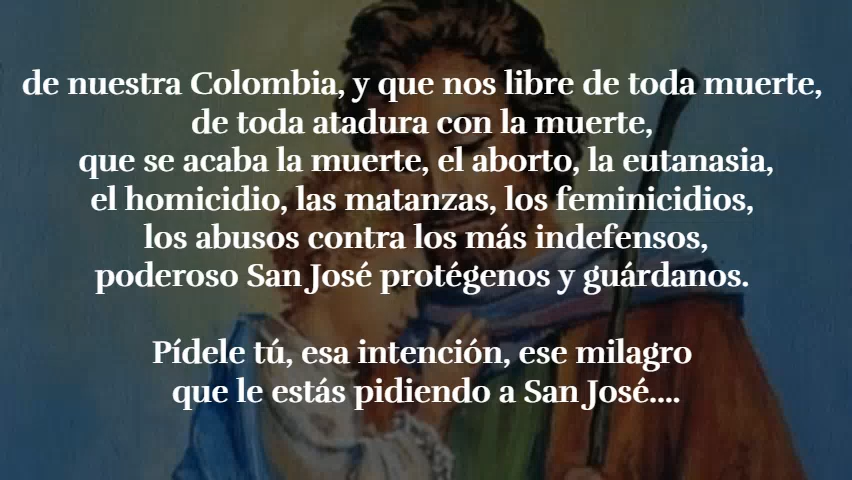 de nuestra Colombia, y que nos libre de toda muerte,
de toda atadura con la muerte,
que se acaba la muerte, el aborto, la eutanasia,
el homicidio, las matanzas, los feminicidios,
los abusos contra los más indefensos,
poderoso San José protégenos y guárdanos.
Pídele tú, esa intención, ese milagro
que le estás pidiendo a San José....